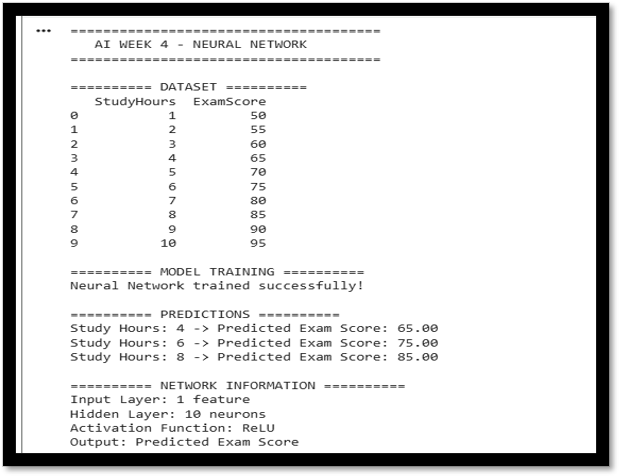 ======================================
AI WEEK 4 - NEURAL NETWORK
======================================
========== DATASET ==========
StudyHours ExamScore
0 1 50
1 2 55
2 3 60
3 4 65
4 5 70
5 6 75
6 7 80
7 8 85
8 9 90
9 10 95
========== MODEL TRAINING ==========
Neural Network trained successfully!
========== PREDICTIONS ==========
Study Hours: 4 -> Predicted Exam Score: 65.00
Study Hours: 6 -> Predicted Exam Score: 75.00
Study Hours: 8 -> Predicted Exam Score: 85.00
========== NETWORK INFORMATION ==========
Input Layer: 1 feature
Hidden Layer: 10 neurons
Activation Function: ReLU
Output: Predicted Exam Score